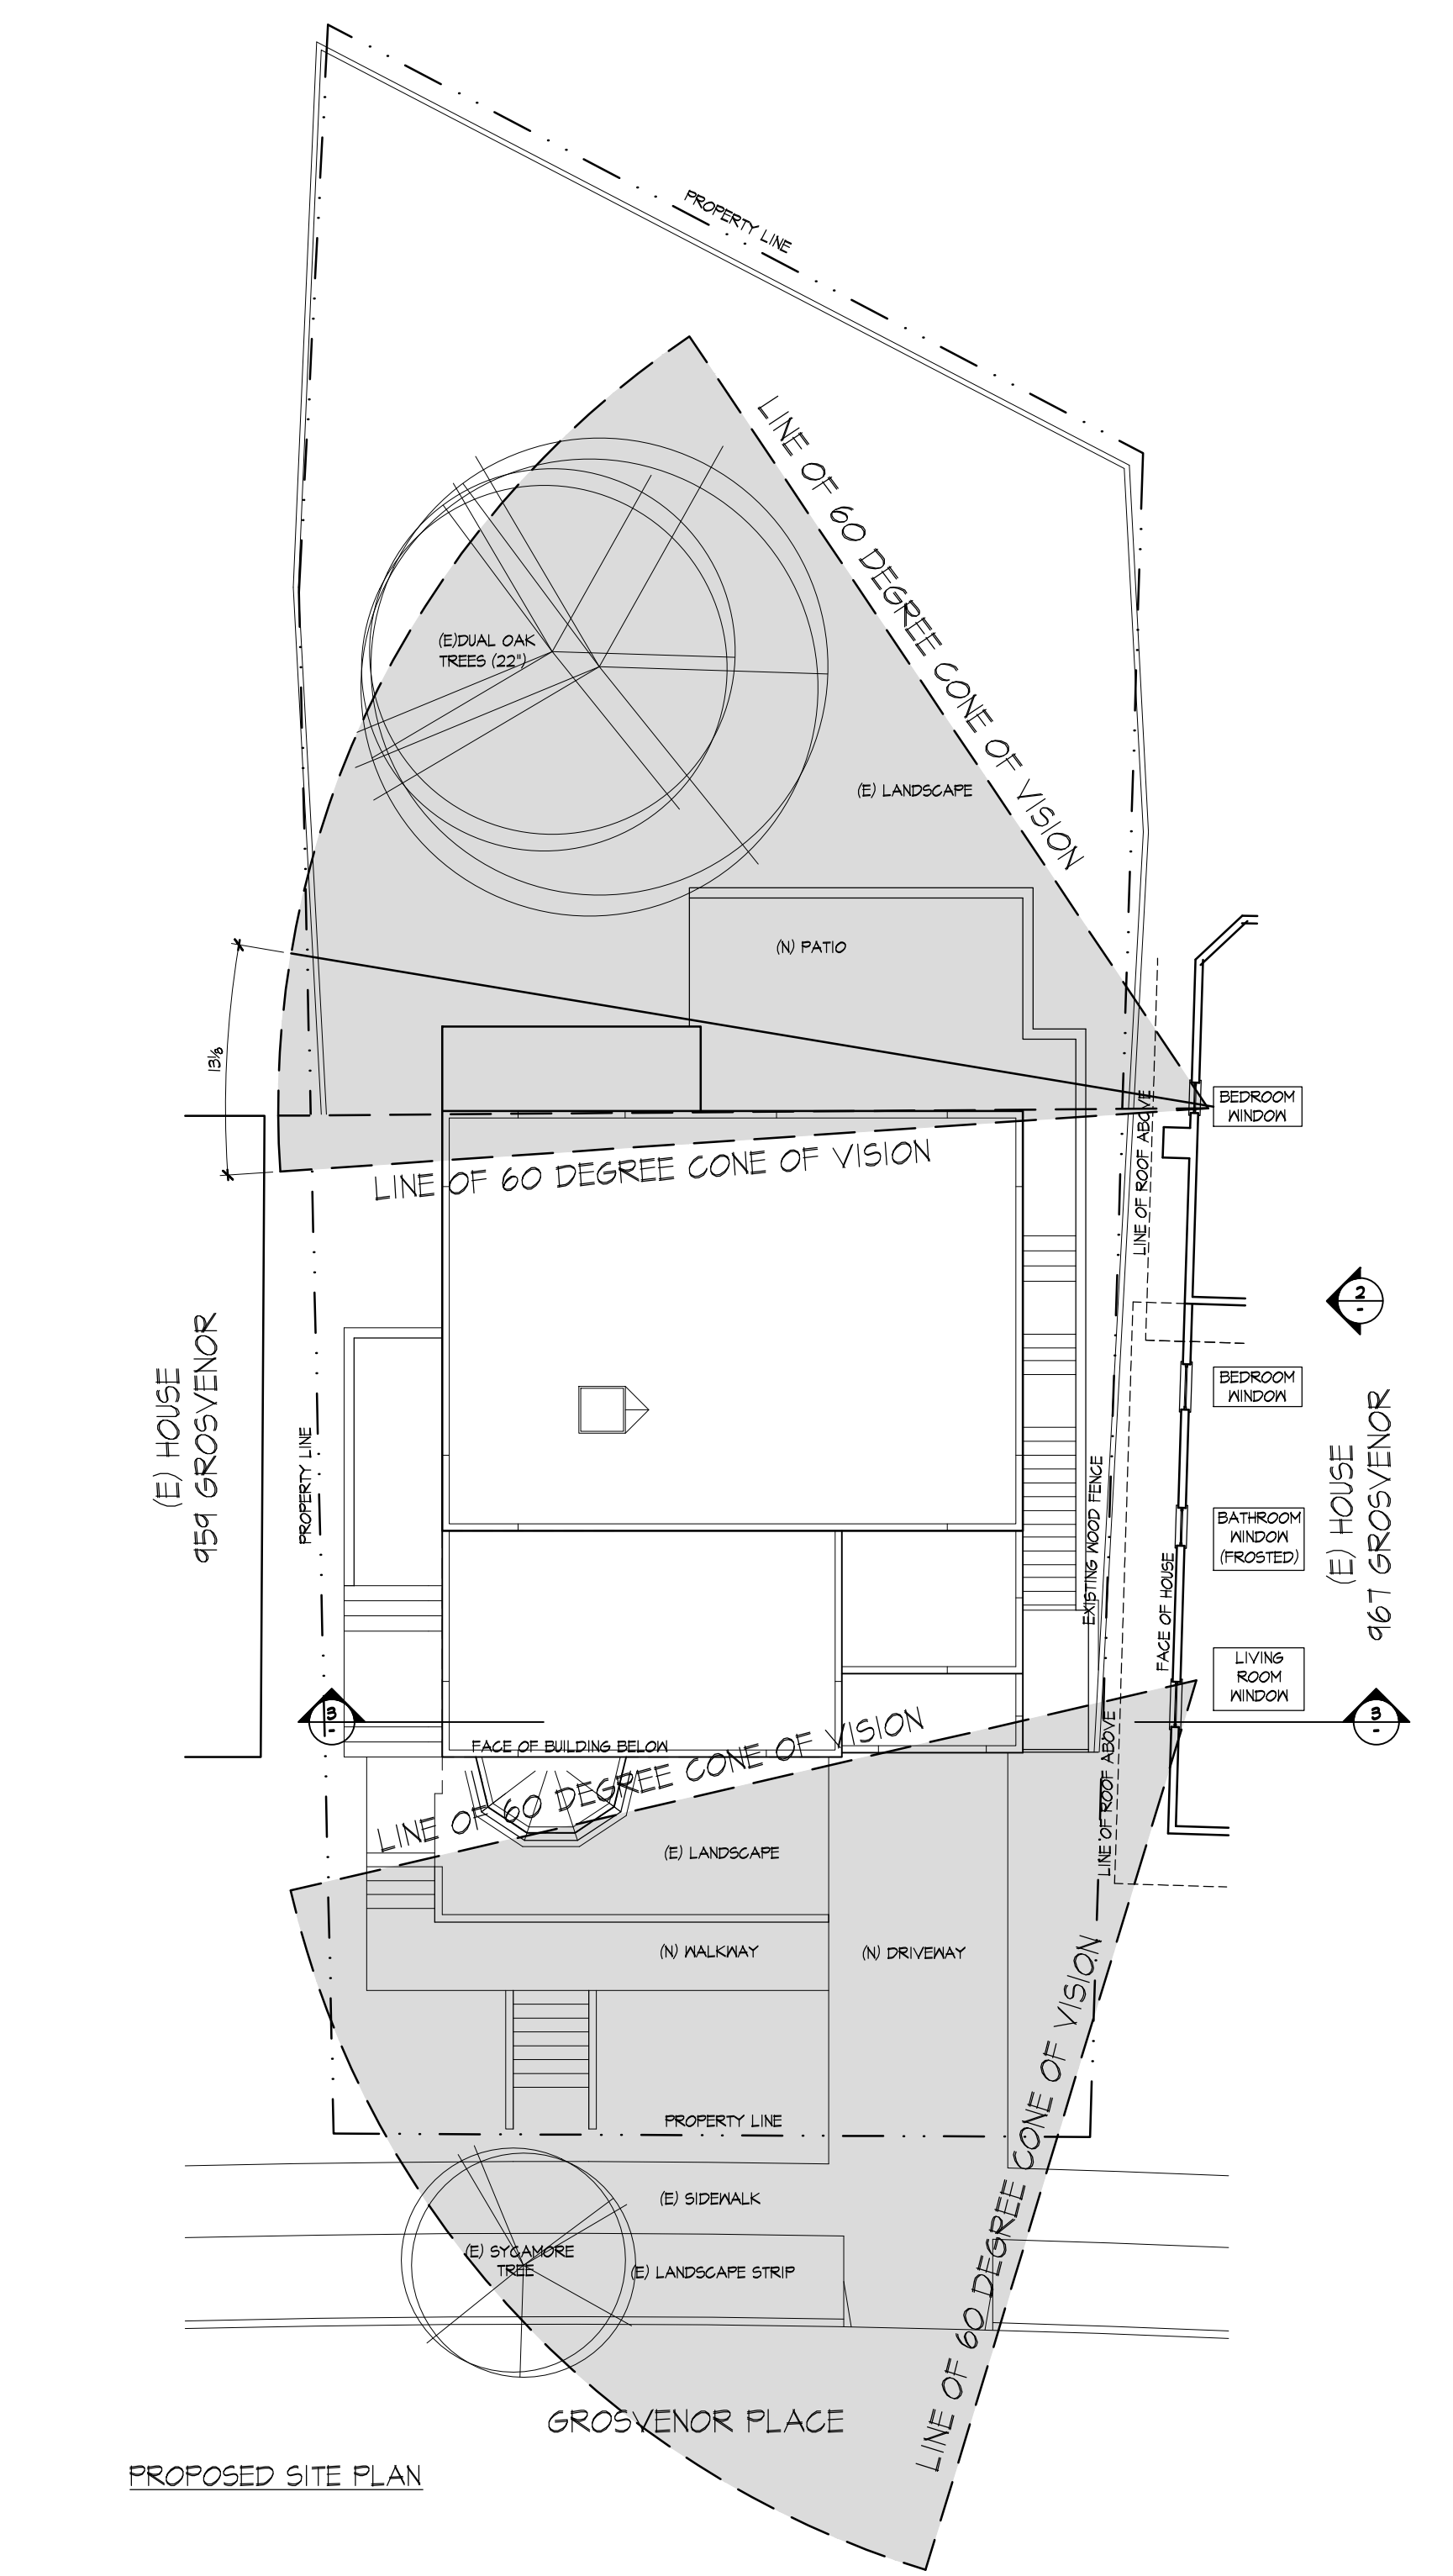 PROPERTY LINE
LINE OF 60 DEGREE CONE OF VISION
(E)DUAL OAK
TREES (22")
(E) LANDSCAPE
(N) PATIO
13⅛
BEDROOM
WINDOW
LINE OF ROOF ABOVE
LINE OF 60 DEGREE CONE OF VISION
2
-
(E) HOUSE
959 GROSVENOR
PROPERTY LINE
BEDROOM
WINDOW
EXISTING WOOD FENCE
BATHROOM
WINDOW
(FROSTED)
(E) HOUSE
967 GROSVENOR
FACE OF HOUSE
LIVING
ROOM
WINDOW
3
-
3
-
FACE OF BUILDING BELOW
LINE OF 60 DEGREE CONE OF VISION
LINE OF ROOF ABOVE
(E) LANDSCAPE
(N) WALKWAY
(N) DRIVEWAY
LINE OF 60 DEGREE CONE OF VISION
PROPERTY LINE
(E) SIDEWALK
(E) SYCAMORE
TREE
(E) LANDSCAPE STRIP
GROSVENOR PLACE
PROPOSED SITE PLAN